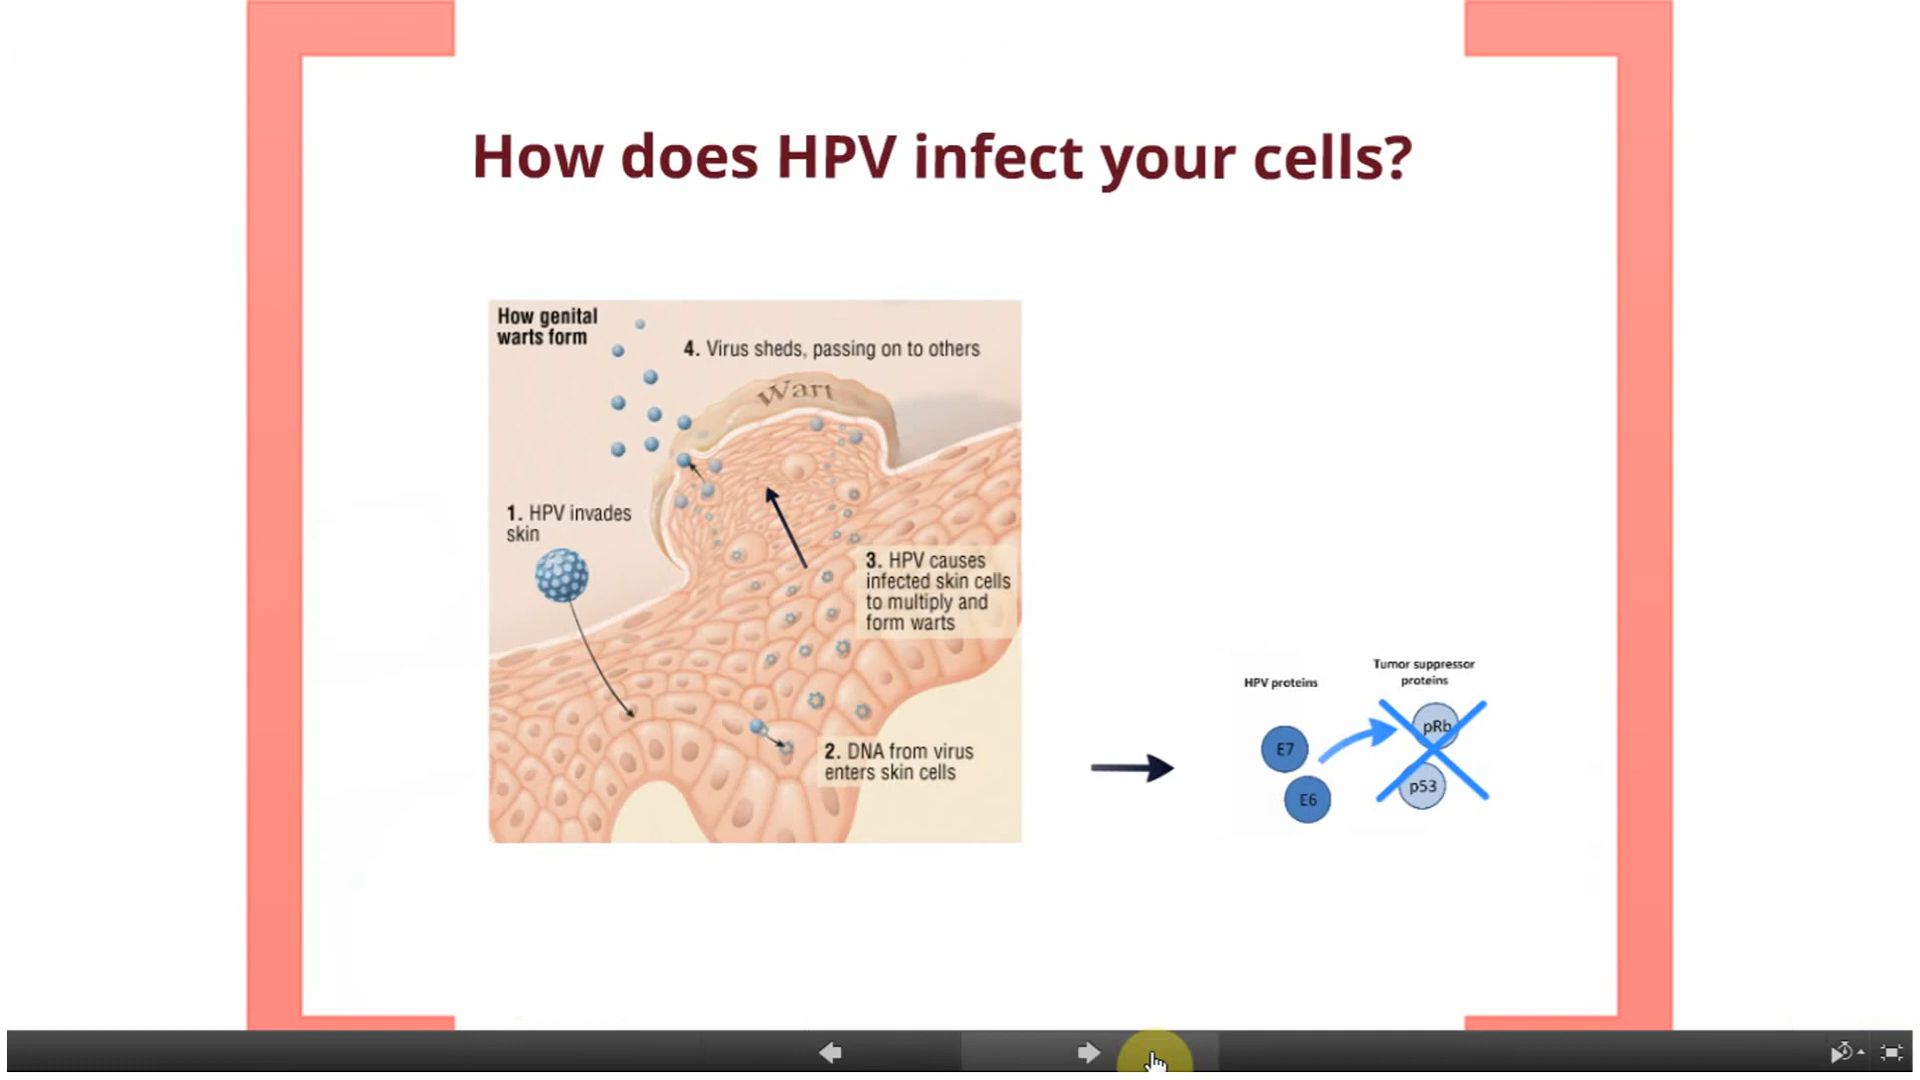 How does HPV infect your cells?
How genital
warts form
4. Virus sheds, passing on to others
Wart
1. HPV invades
skin
3. HPV causes
infected skin cells
to multiply and
form warts
2. DNA from virus
enters skin cells
HPV proteins
Tumor suppressor
proteins
E7
E6
pRb
p53